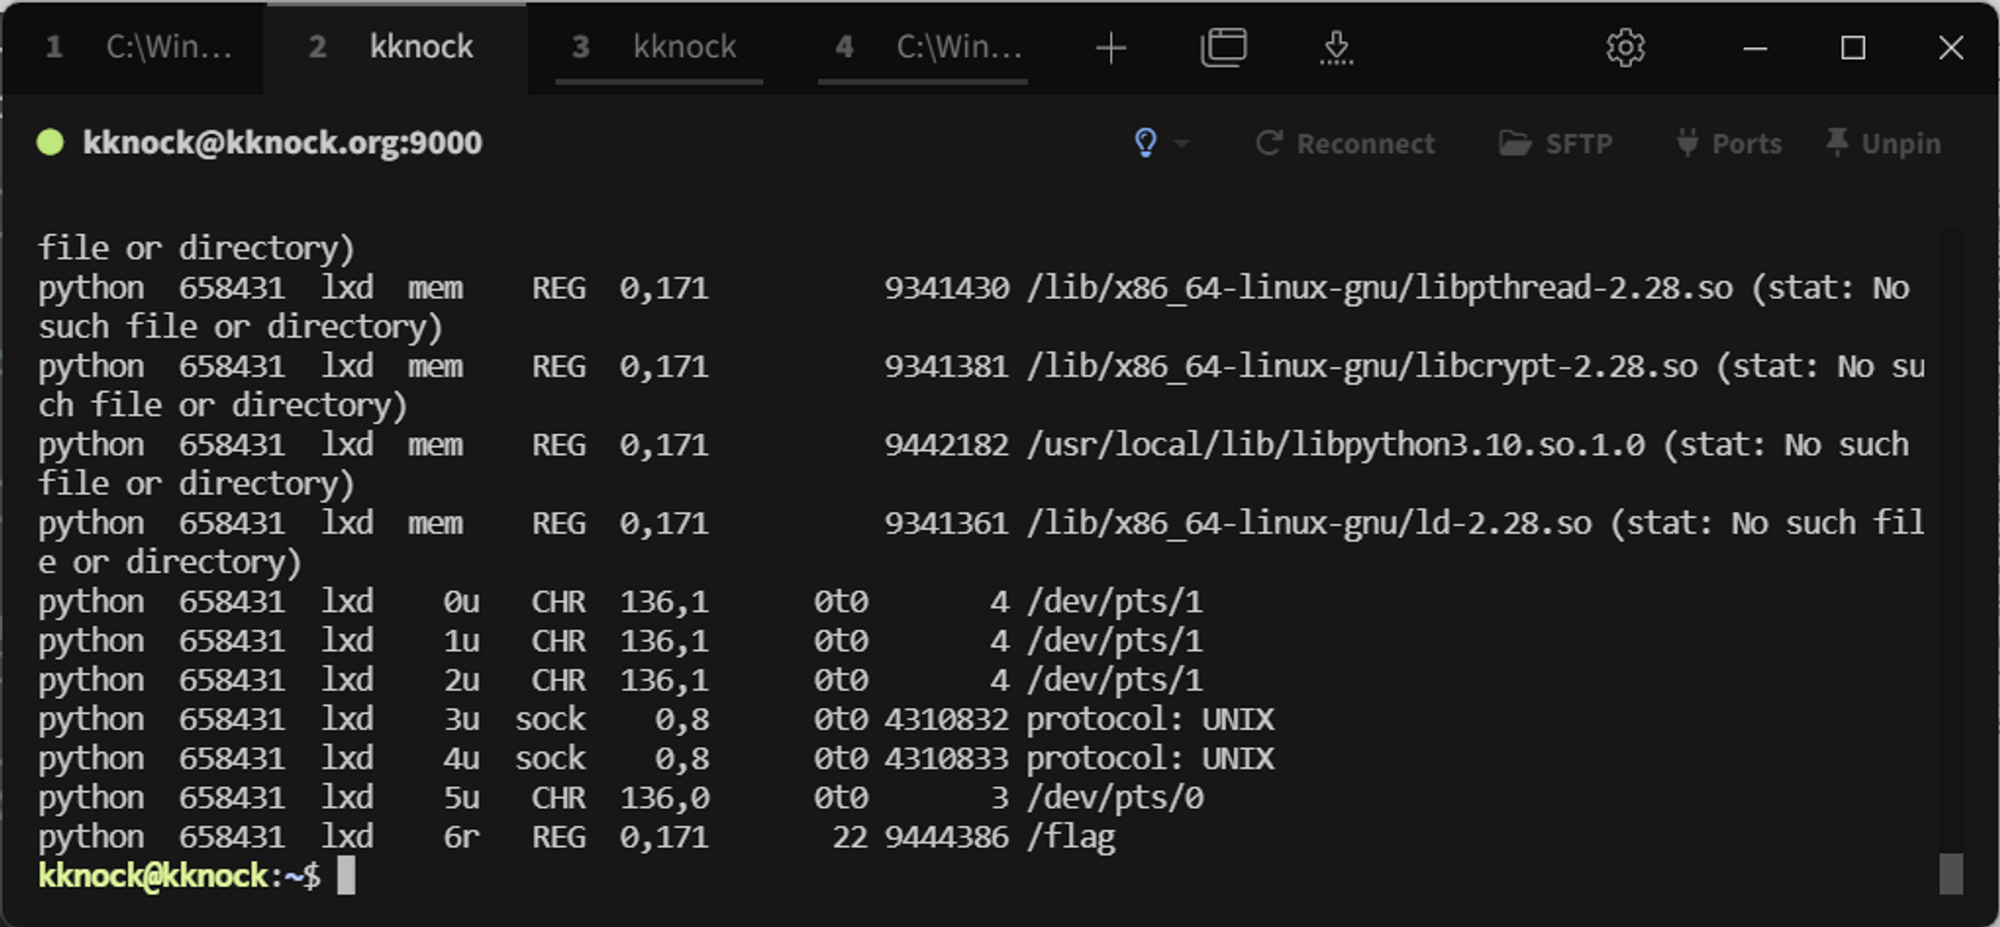 1 C:\Win... 2 kknock 3 kknock 4 C:\Win...
kknock@kknock.org:9000 Reconnect SFTP Ports Unpin
file or directory)
python  658431  lxd  mem    REG  0,171          9341430 /lib/x86_64-linux-gnu/libpthread-2.28.so (stat: No
such file or directory)
python  658431  lxd  mem    REG  0,171          9341381 /lib/x86_64-linux-gnu/libcrypt-2.28.so (stat: No su
ch file or directory)
python  658431  lxd  mem    REG  0,171          9442182 /usr/local/lib/libpython3.10.so.1.0 (stat: No such
file or directory)
python  658431  lxd  mem    REG  0,171          9341361 /lib/x86_64-linux-gnu/ld-2.28.so (stat: No such fil
e or directory)
python  658431  lxd    0u   CHR  136,1      0t0       4 /dev/pts/1
python  658431  lxd    1u   CHR  136,1      0t0       4 /dev/pts/1
python  658431  lxd    2u   CHR  136,1      0t0       4 /dev/pts/1
python  658431  lxd    3u  sock    0,8      0t0 4310832 protocol: UNIX
python  658431  lxd    4u  sock    0,8      0t0 4310833 protocol: UNIX
python  658431  lxd    5u   CHR  136,0      0t0       3 /dev/pts/0
python  658431  lxd    6r   REG  0,171       22 9444386 /flag
kknock@kknock:~$